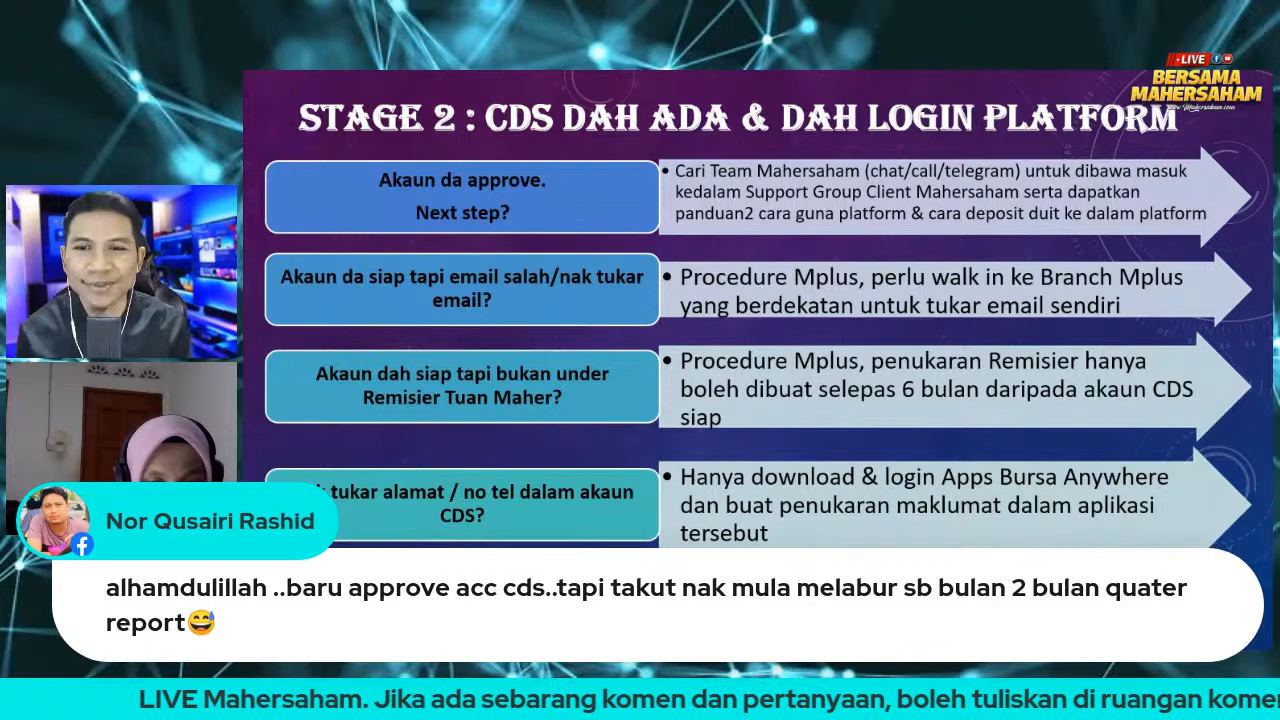 LIVE
BERSAMA
MAHERSAHAM
STAGE 2 : CDS DAH ADA & DAH LOGIN PLATFORM
Akaun da approve.
Next step?
• Cari Team Mahersaham (chat/call/telegram) untuk dibawa masuk
kedalam Support Group Client Mahersaham serta dapatkan
panduan2 cara guna platform & cara deposit duit ke dalam platform
Akaun da siap tapi email salah/nak tukar
email?
• Procedure Mplus, perlu walk in ke Branch Mplus
yang berdekatan untuk tukar email sendiri
Akaun dah siap tapi bukan under
Remisier Tuan Maher?
• Procedure Mplus, penukaran Remisier hanya
boleh dibuat selepas 6 bulan daripada akaun CDS
siap
tukar alamat / no tel dalam akaun
CDS?
• Hanya download & login Apps Bursa Anywhere
dan buat penukaran maklumat dalam aplikasi
tersebut
Nor Qusairi Rashid
alhamdulillah ..baru approve acc cds..tapi takut nak mula melabur sb bulan 2 bulan quater
report😅
LIVE Mahersaham. Jika ada sebarang komen dan pertanyaan, boleh tuliskan di ruangan kome